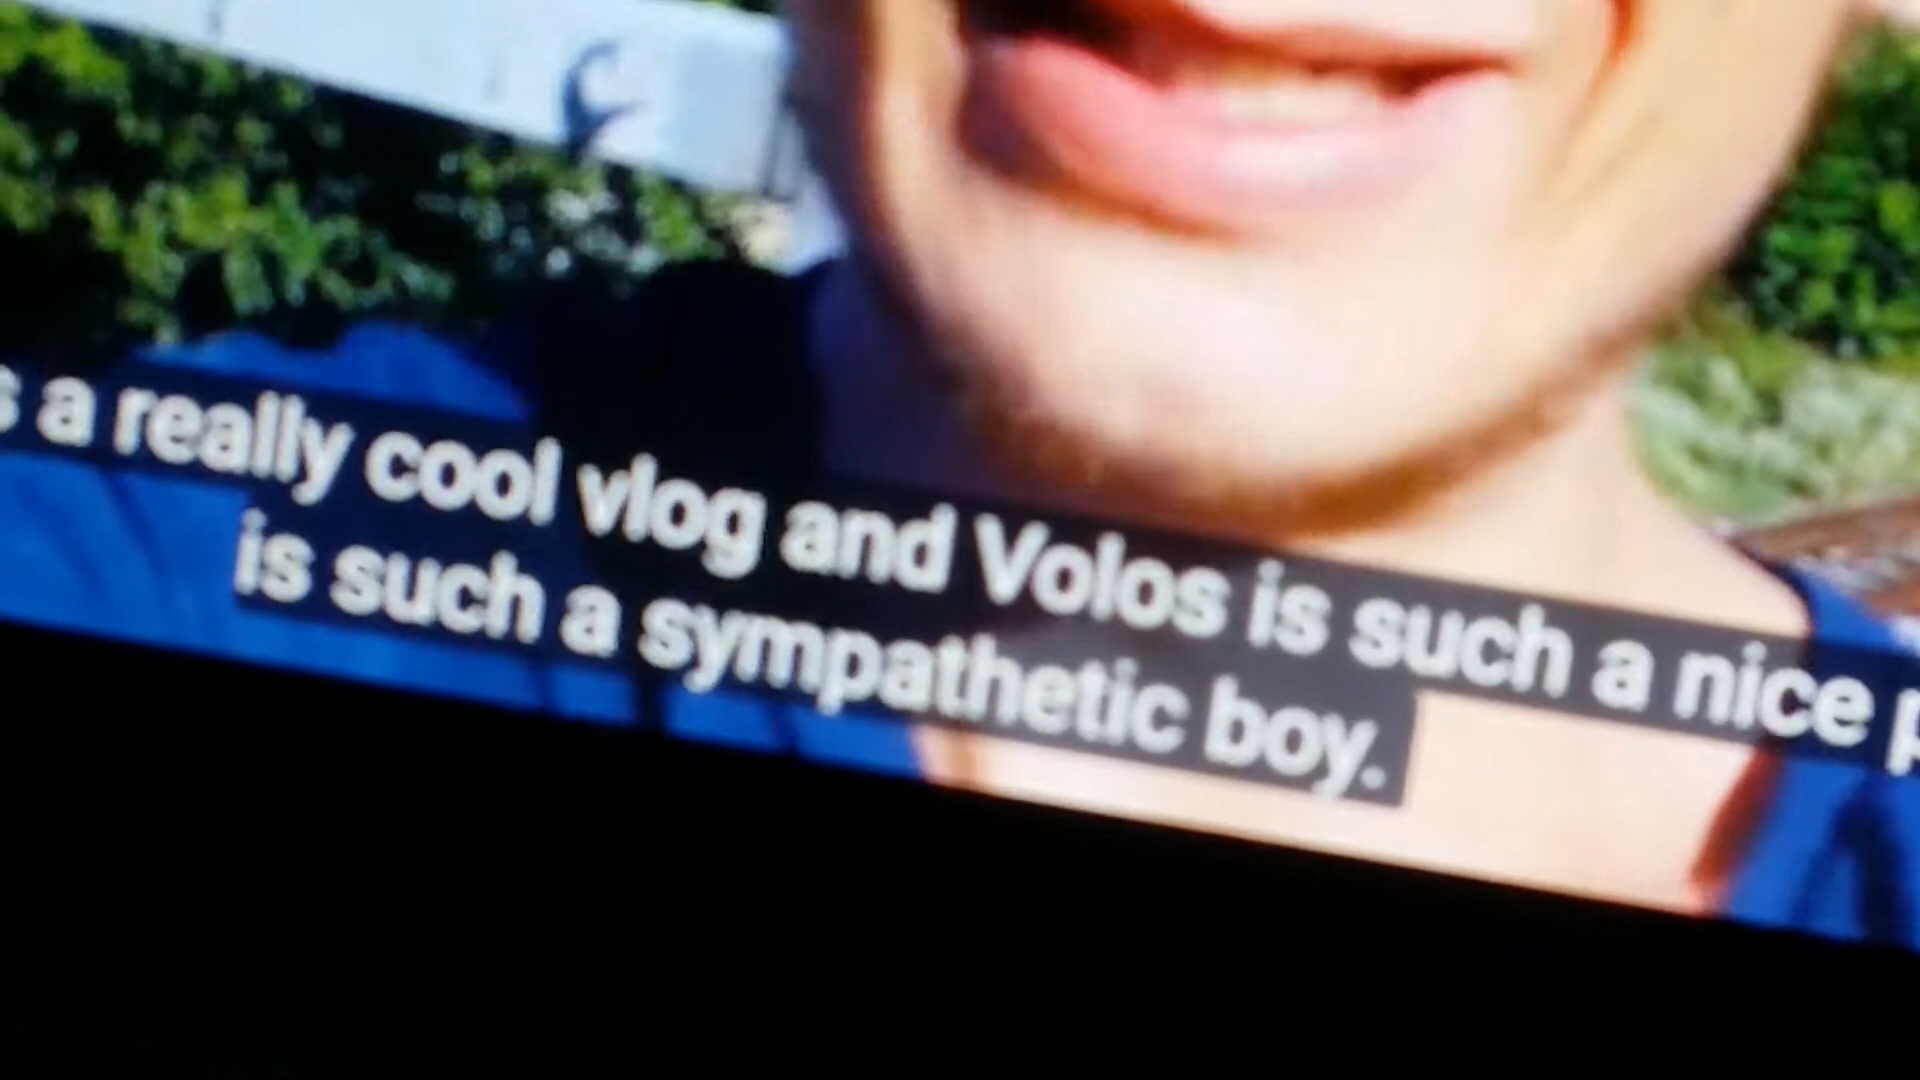 a really cool vlog and Volos is such a nice
is such a sympathetic boy.